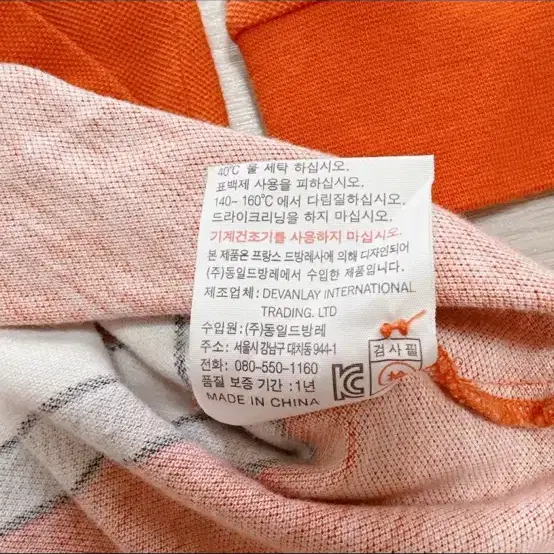 40℃ 물 세탁 하십시오.
표백제 사용을 피하십시오.
140~160℃에서 다림질하십시오.
드라이크리닝을 하지 마십시오.
기계건조기를 사용하지 마십시오.
본 제품은 프랑스 드방레사에 의해 디자인되어
(주)동일드방레에서 수입한 제품입니다.
제조업체: DEVANLAY INTERNATIONAL
TRADING. LTD
수입원: (주)동일드방레
주소: 서울시 강남구 대치동 944-1
전화: 080-550-1160
품질 보증 기간 : 1년
MADE IN CHINA
검사필